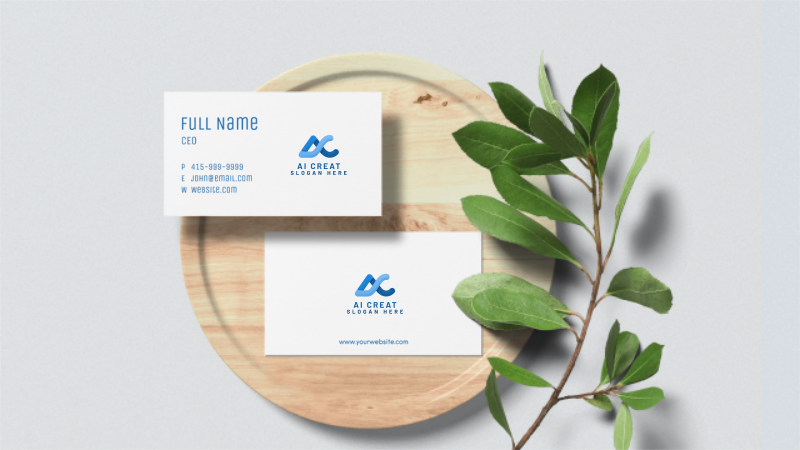 Full Name
CEO
P 415-999-9999
E john@email.com
W website.com
AI CREAT
SLOGAN HERE
AI CREAT
SLOGAN HERE
www.yourwebsite.com